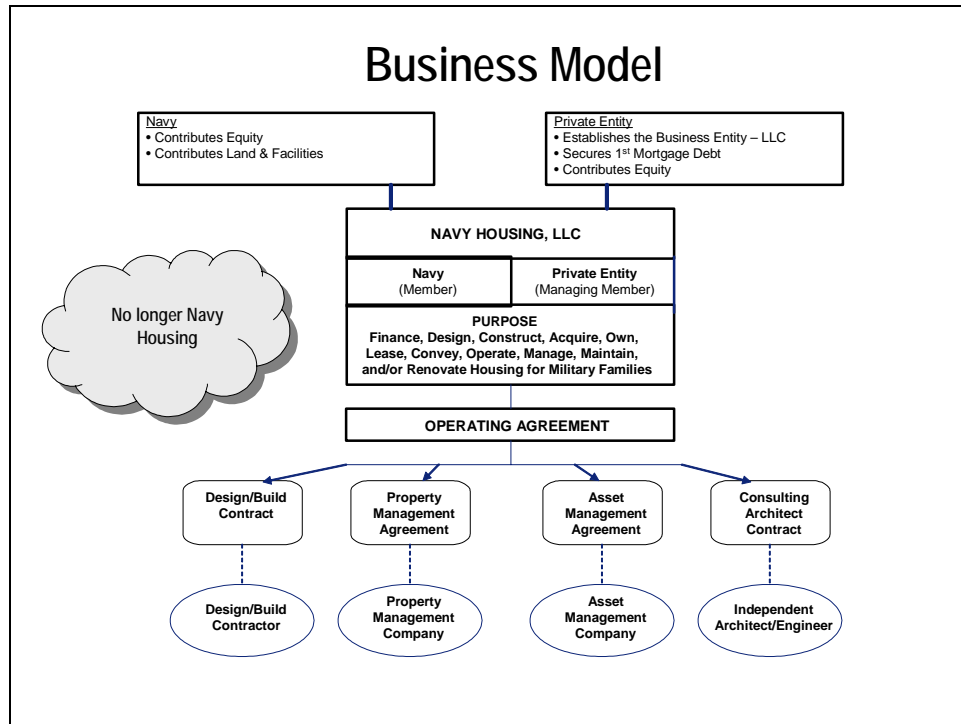 Business Model
Navy
• Contributes Equity
• Contributes Land & Facilities
Private Entity
• Establishes the Business Entity – LLC
• Secures 1st Mortgage Debt
• Contributes Equity
NAVY HOUSING, LLC
Navy
(Member)
Private Entity
(Managing Member)
No longer Navy
Housing
PURPOSE
Finance, Design, Construct, Acquire, Own,
Lease, Convey, Operate, Manage, Maintain,
and/or Renovate Housing for Military Families
OPERATING AGREEMENT
Design/Build
Contract
Property
Management
Agreement
Asset
Management
Agreement
Consulting
Architect
Contract
Design/Build
Contractor
Property
Management
Company
Asset
Management
Company
Independent
Architect/Engineer